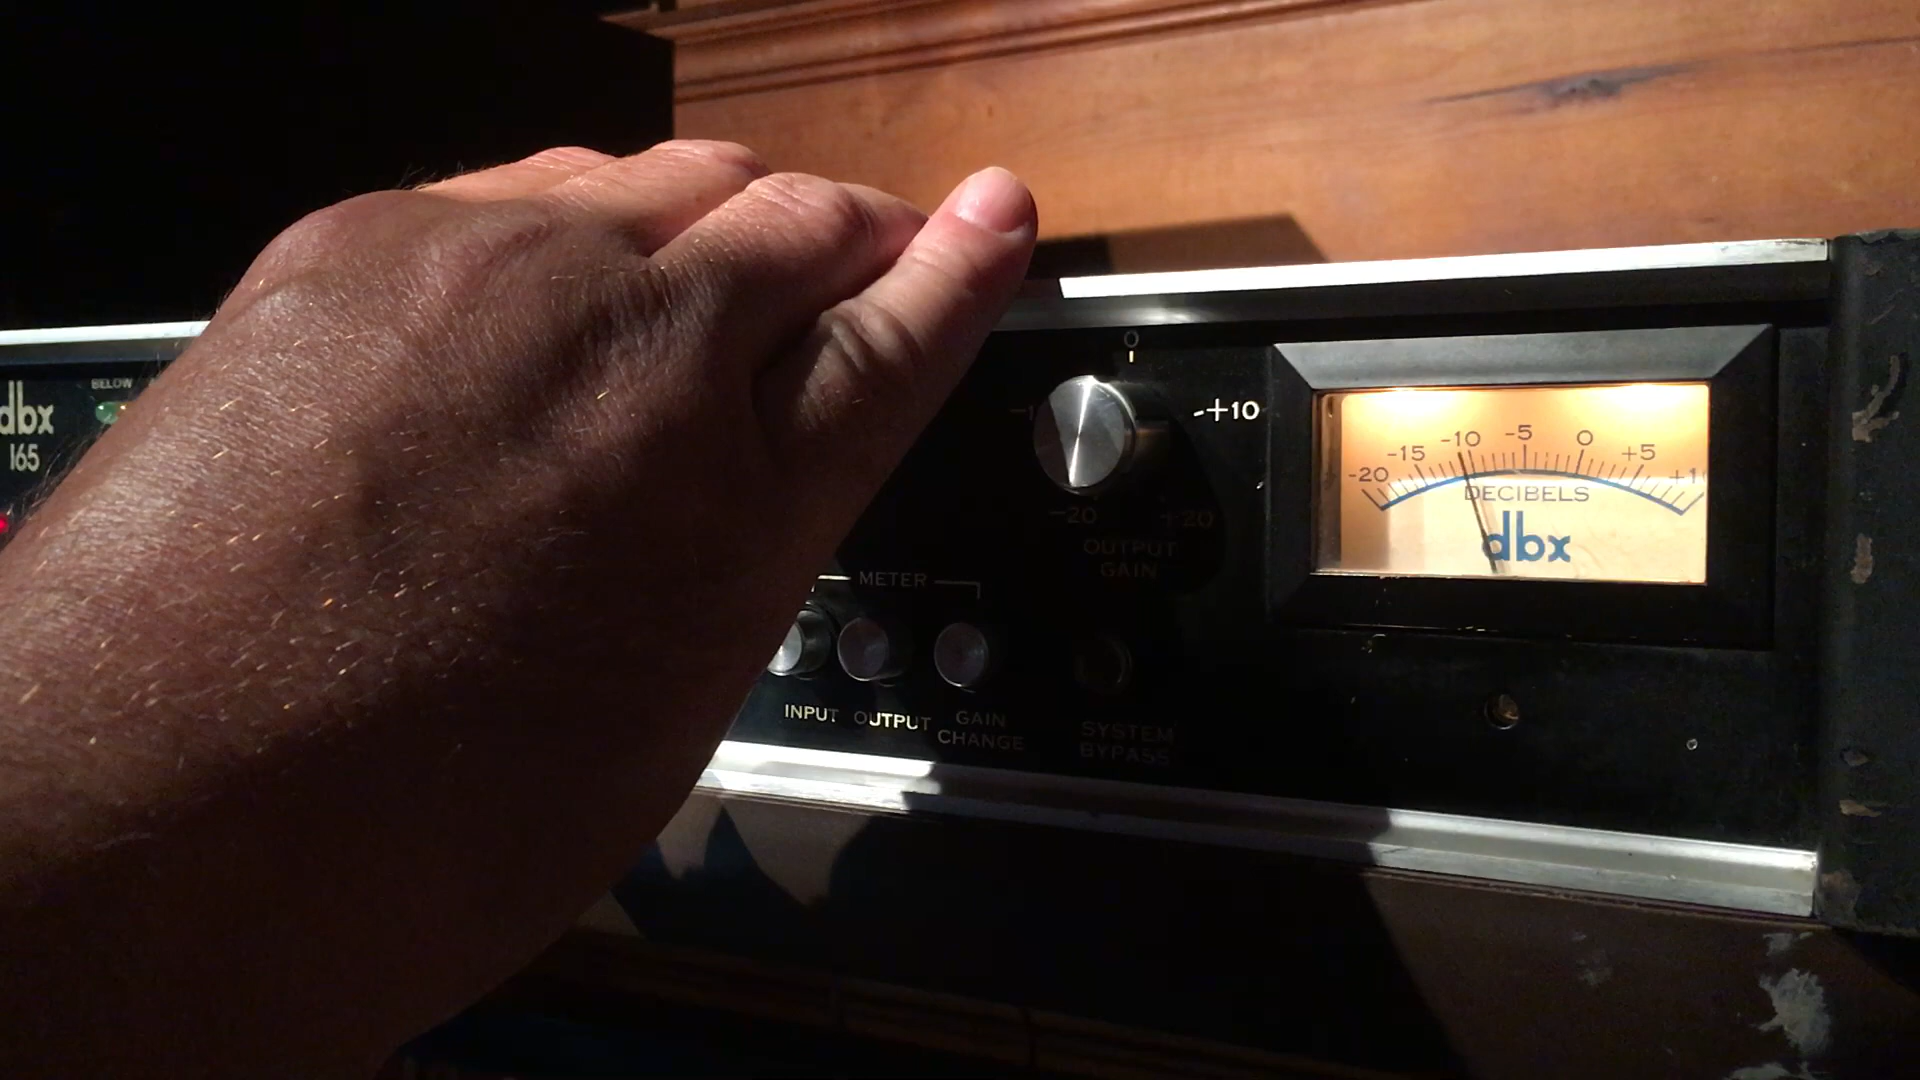 dbx
165
BELOW
0
-+10
-20 +20
OUTPUT
GAIN
METER
INPUT OUTPUT GAIN
CHANGE
SYSTEM
BYPASS
-20 -15 -10 -5 0 +5
DECIBELS
dbx